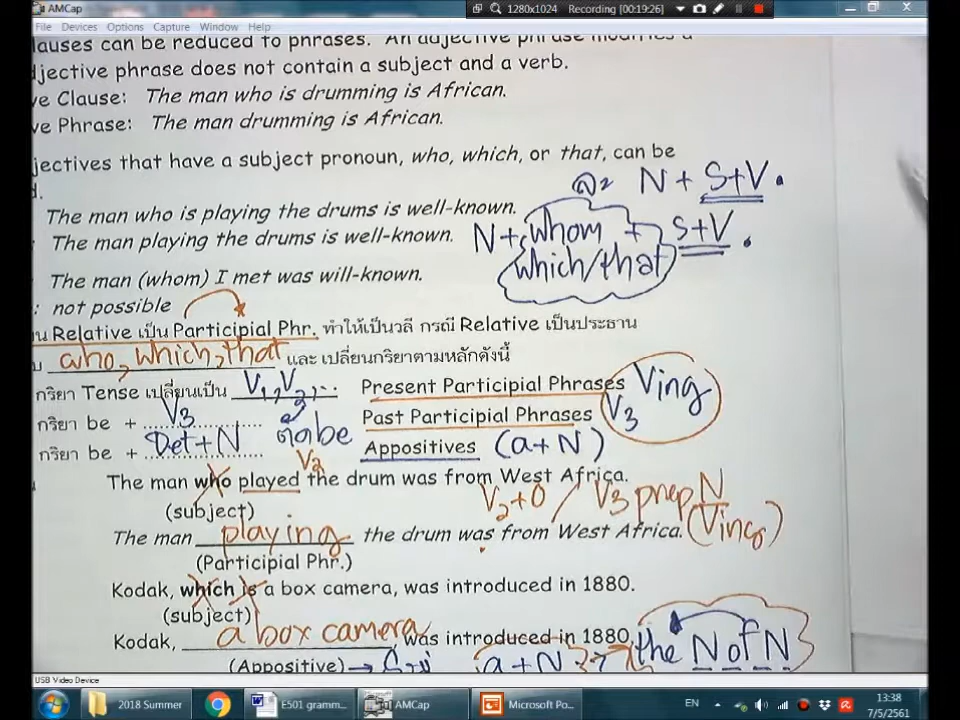 AMCap
1280x1024 Recording [00:19:26]
File Devices Options Capture Window Help
lauses can be reduced to phrases. An adjective phrase modifies a
djective phrase does not contain a subject and a verb.
ve Clause: The man who is drumming is African.
ve Phrase: The man drumming is African.
jectives that have a subject pronoun, who, which, or that, can be
d.
ละ N + S+V.
The man who is playing the drums is well-known.
The man playing the drums is well-known.
N+ whom + S+V.
which/that
The man (whom) I met was will-known.
: not possible
น Relative เป็น Participial Phr. ทำให้เป็นวลี กรณี Relative เป็นประธาน
บ who, which, that และ เปลี่ยนกริยาตามหลักดังนี้
กริยา Tense เปลี่ยนเป็น V1, V2, ... Present Participial Phrases Ving
กริยา be + V3 Past Participial Phrases V3
กริยา be + Det+N ตัด be Appositives (a+N)
V2
The man who played the drum was from West Africa.
(subject) V2+O / V3 prep N
The man playing the drum was from West Africa. (Ving)
(Participial Phr.)
Kodak, which is a box camera, was introduced in 1880.
(subject)
Kodak, a box camera, was introduced in 1880. the N of N
(Appositive) a+N
USB Video Device
2018 Summer E501 gramm... AMCap Microsoft Po... EN 13:38
7/5/2561